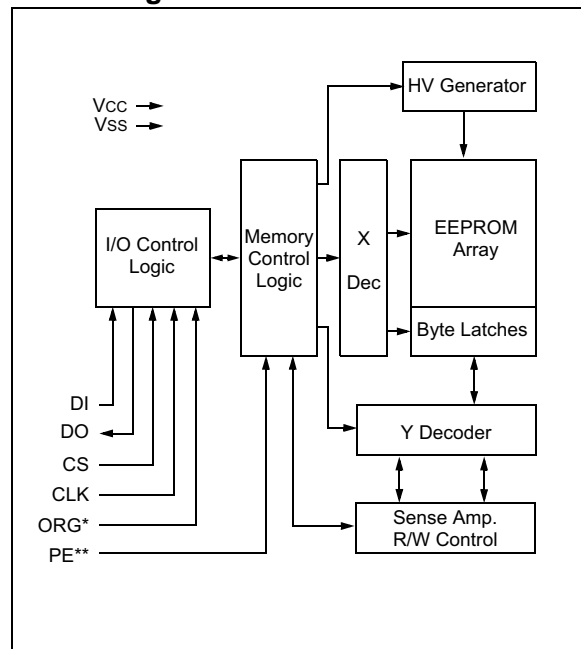 HV Generator
VCC
VSS
I/O Control
Logic
Memory
Control
Logic
X
Dec
EEPROM
Array
Byte Latches
DI
DO
CS
CLK
ORG*
PE**
Y Decoder
Sense Amp.
R/W Control